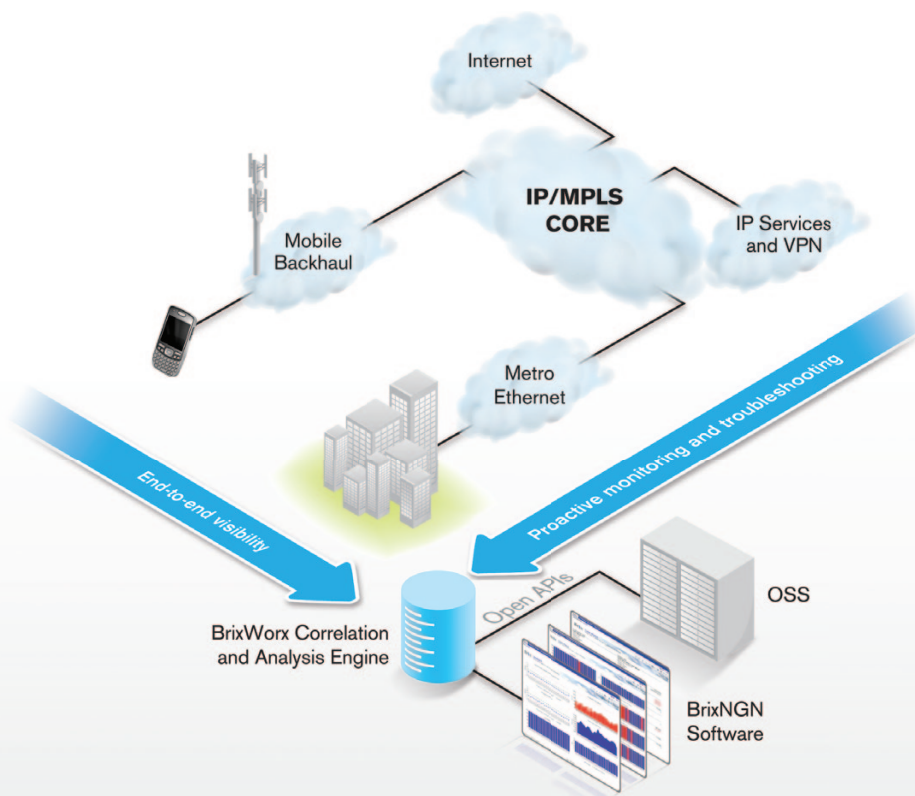 Internet
IP/MPLS
CORE
IP Services
and VPN
Mobile
Backhaul
Metro
Ethernet
Proactive monitoring and troubleshooting
End-to-end visibility
Open APIs
OSS
BrixWorx Correlation
and Analysis Engine
BrixNGN
Software